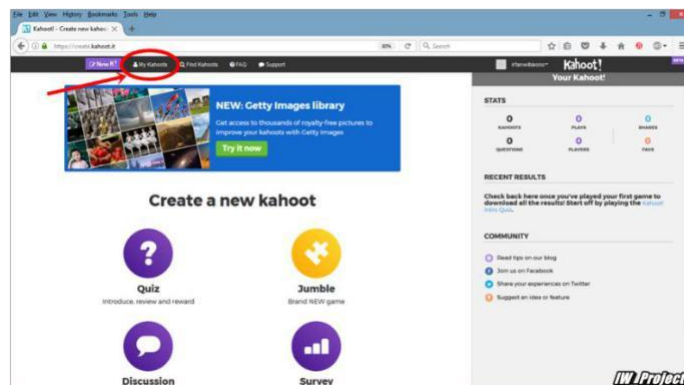 File Edit View History Bookmarks Tools Help
Kahoot! - Create new kahoo
https://create.kahoot.it
80%
Search
New K!
My Kahoots
Find Kahoots
FAQ
Support
Kahoot!
BETA
NEW: Getty Images library
Get access to thousands of royalty-free pictures to
improve your kahoots with Getty Images
Try it now
Create a new kahoot
Quiz
Introduce, review and reward
Jumble
Brand NEW game
Discussion
Survey
Your Kahoot!
STATS
0 0 0
KAHOOTS PLAYS SHARES
0 0 0
QUESTIONS PLAYERS FAVS
RECENT RESULTS
Check back here once you've played your first game to
download all the results! Start off by playing the Kahoot!
Intro Quiz.
COMMUNITY
Read tips on our blog
Join us on Facebook
Share your experiences on Twitter
Suggest an idea or feature
IW Project